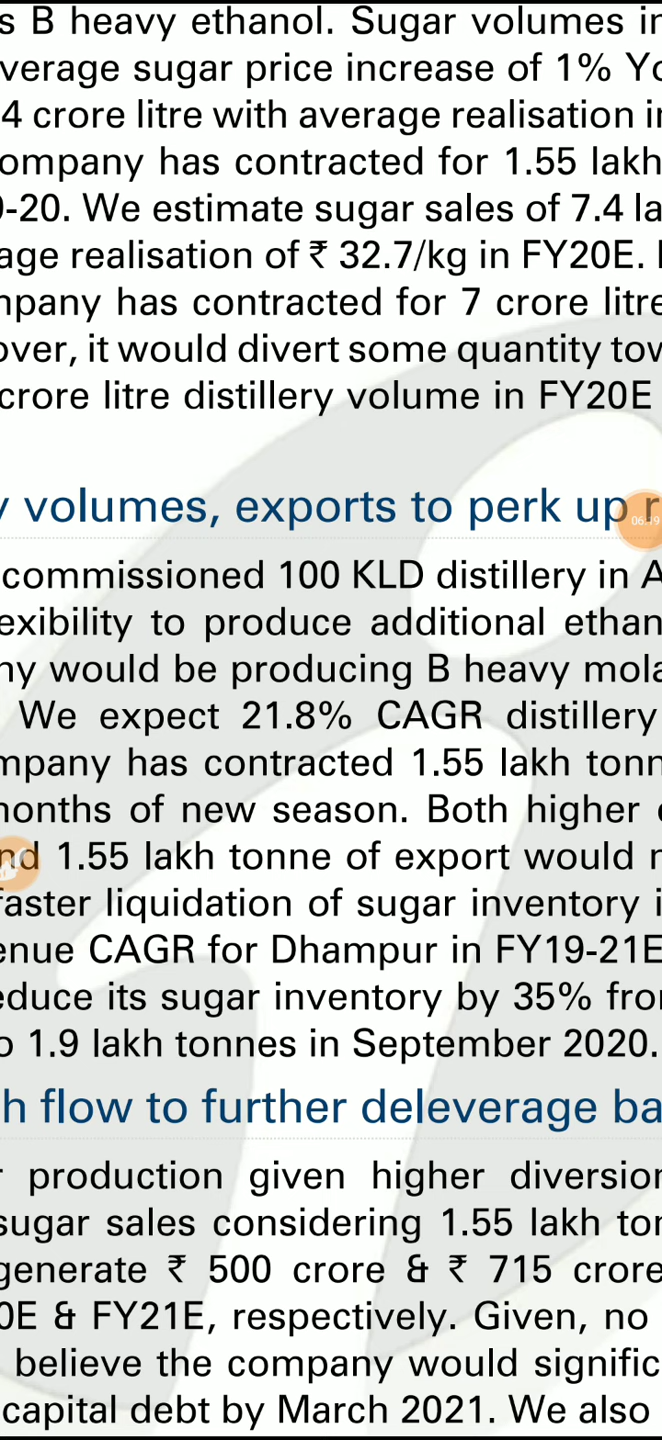 s B heavy ethanol. Sugar volumes in
verage sugar price increase of 1% Yo
4 crore litre with average realisation in
ompany has contracted for 1.55 lakh
0-20. We estimate sugar sales of 7.4 la
age realisation of ₹ 32.7/kg in FY20E.
mpany has contracted for 7 crore litre
over, it would divert some quantity tow
crore litre distillery volume in FY20E
y volumes, exports to perk up r
06:19
commissioned 100 KLD distillery in A
exibility to produce additional ethan
ny would be producing B heavy mola
We expect 21.8% CAGR distillery
mpany has contracted 1.55 lakh tonn
nonths of new season. Both higher
nd 1.55 lakh tonne of export would
faster liquidation of sugar inventory i
enue CAGR for Dhampur in FY19-21E
educe its sugar inventory by 35% fro
o 1.9 lakh tonnes in September 2020.
h flow to further deleverage ba
r production given higher diversion
sugar sales considering 1.55 lakh ton
generate ₹ 500 crore & ₹ 715 crore
0E & FY21E, respectively. Given, no
believe the company would signific
capital debt by March 2021. We also